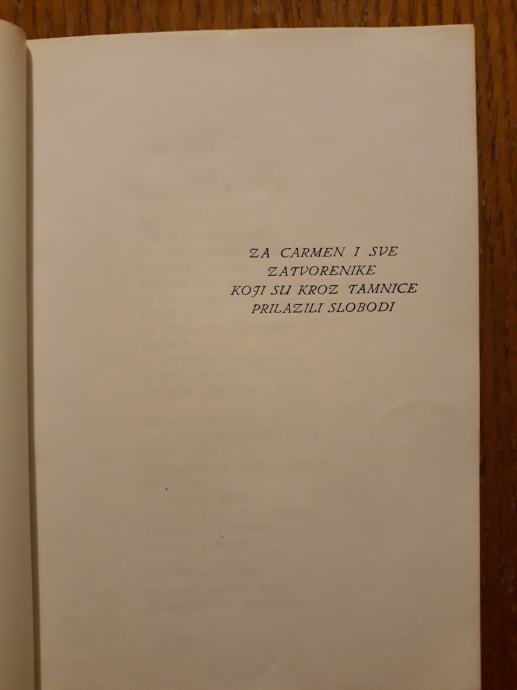 ZA CARMEN I SVE
ZATVORENIKE
KOJI SU KROZ TAMNICE
PRILAZILI SLOBODI